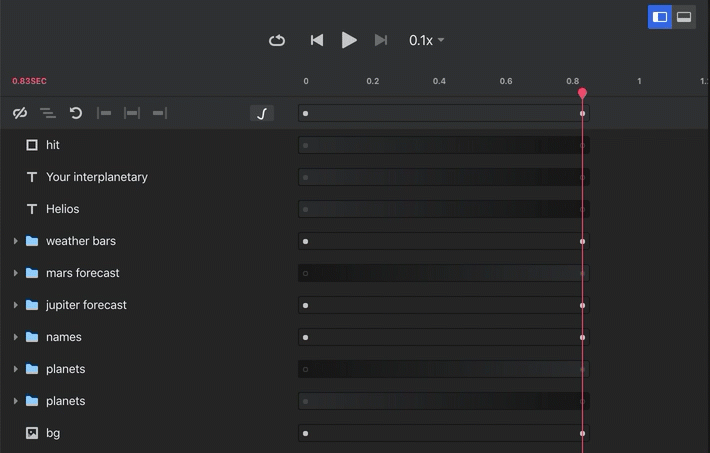 0.1x
0.83SEC 0 0.2 0.4 0.6 0.8 1
hit
Your interplanetary
Helios
weather bars
mars forecast
jupiter forecast
names
planets
planets
bg